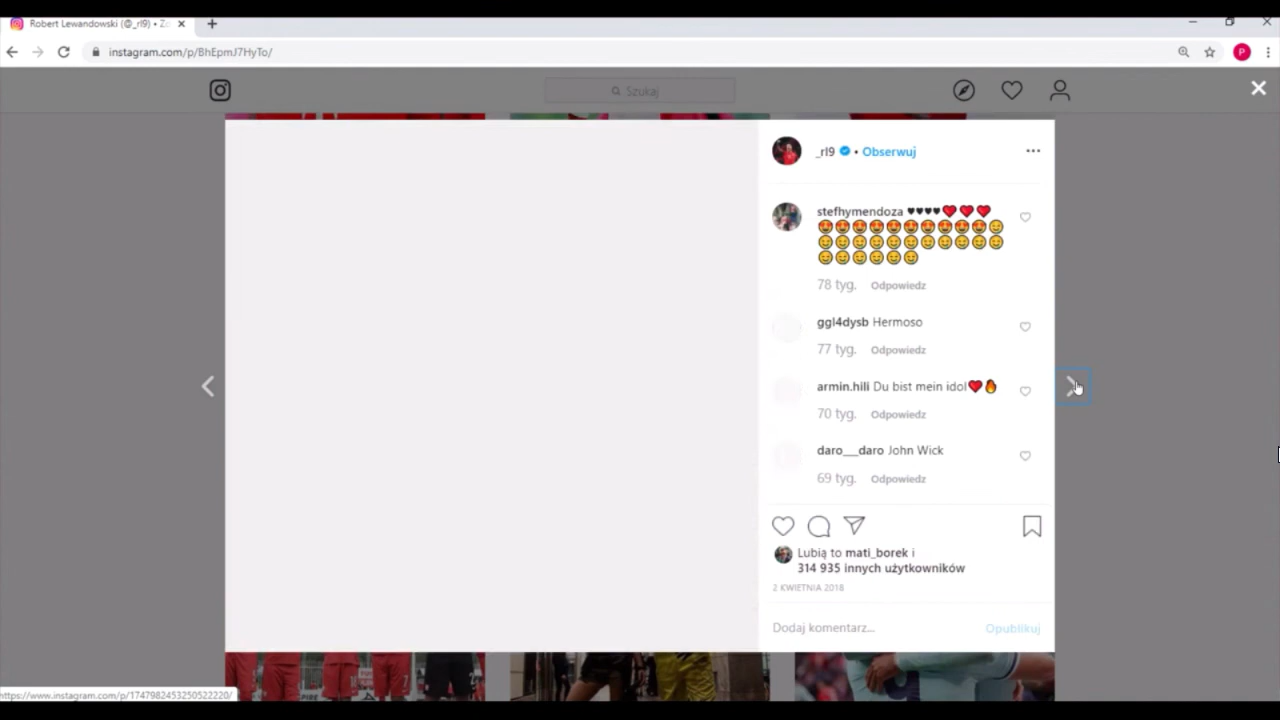 Robert Lewandowski (@_rl9) • Z
instagram.com/p/BhEpmJ7HyTo/
P
Szukaj
_rl9 • Obserwuj
stefhymendoza ♥♥♥♥❤️❤️❤️
😍😍😍😍😍😍😍😍😍😍😊
😊😊😊😊😊😊😊😊😊😊😊
😊😊😊😊😊😊
78 tyg. Odpowiedz
ggl4dysb Hermoso
77 tyg. Odpowiedz
armin.hili Du bist mein idol❤️🔥
70 tyg. Odpowiedz
daro___daro John Wick
69 tyg. Odpowiedz
Lubią to mati_borek i
314 935 innych użytkowników
2 KWIETNIA 2018
Dodaj komentarz... Opublikuj
https://www.instagram.com/p/1747982453250522220/